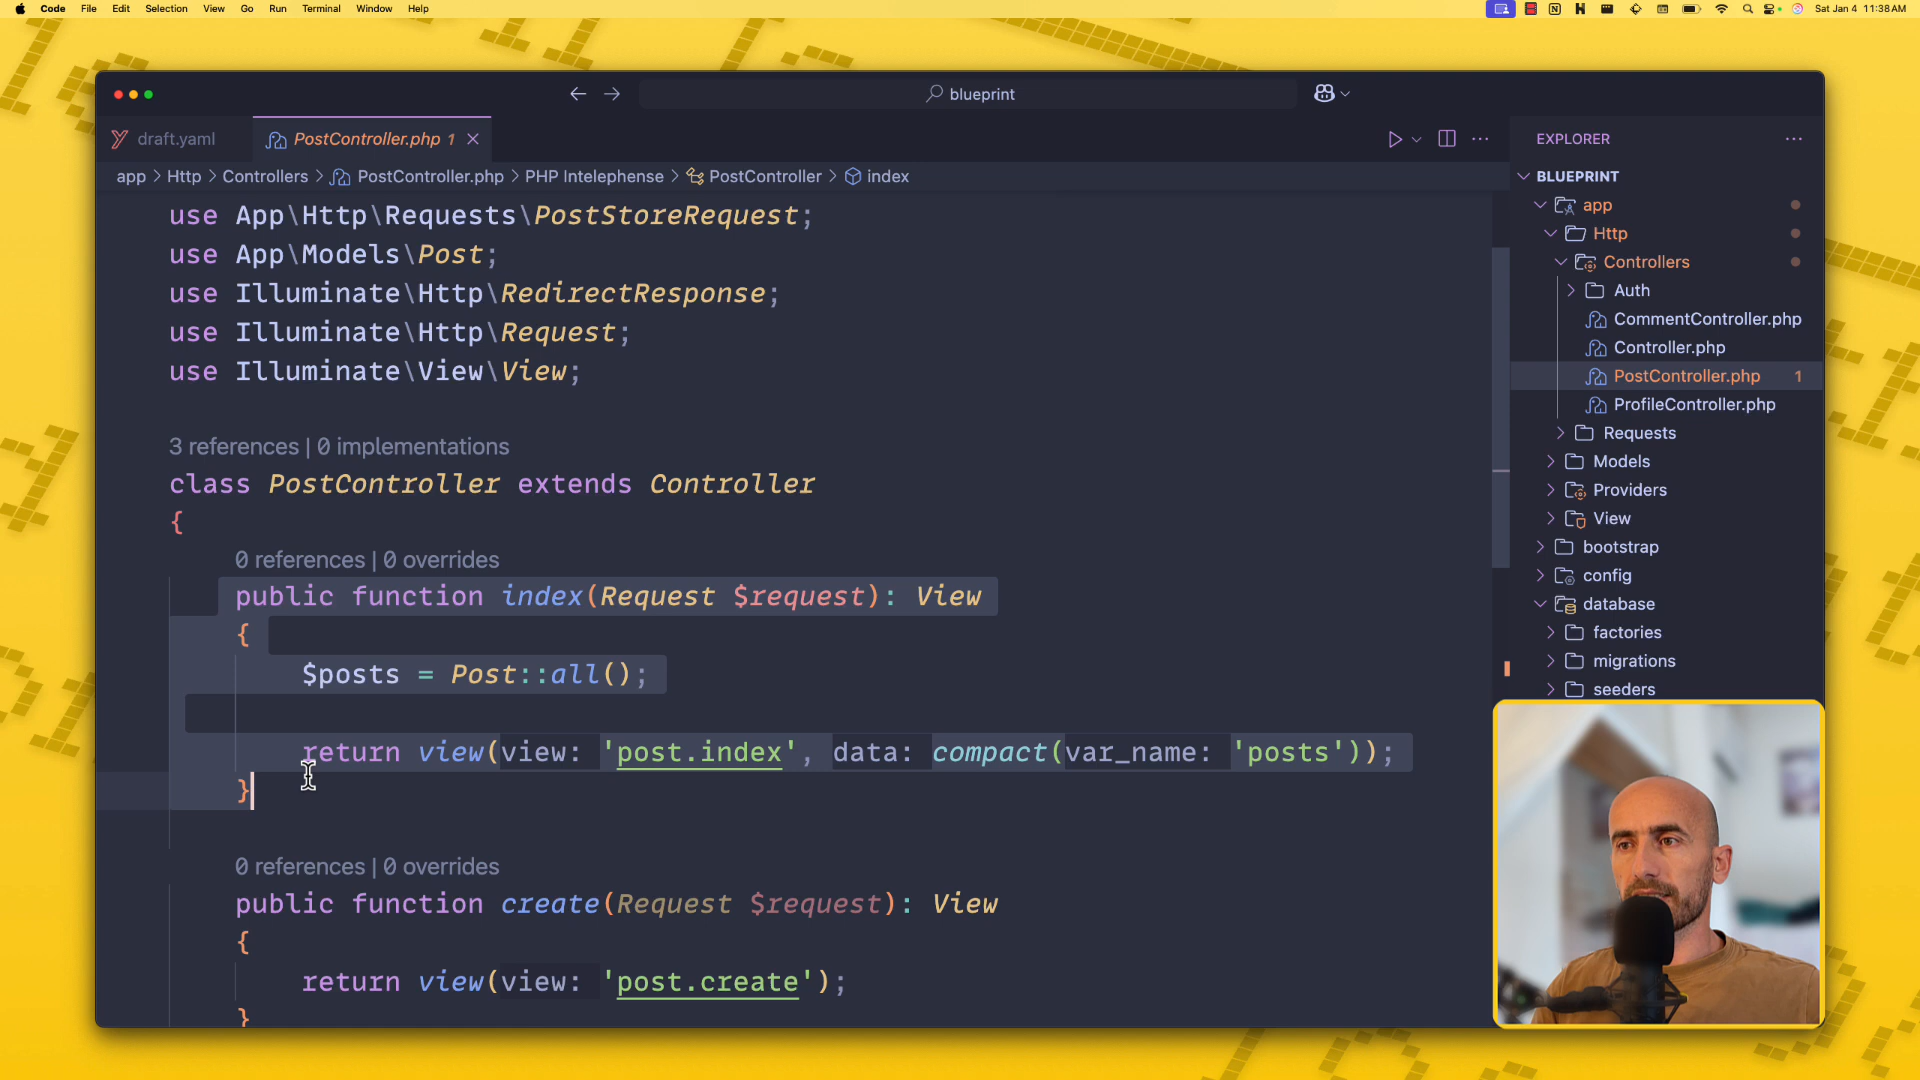 Code File Edit Selection View Go Run Terminal Window Help
Sat Jan 4 11:38 AM
blueprint
draft.yaml
PostController.php 1
app > Http > Controllers > PostController.php > PHP Intelephense > PostController > index
use App\Http\Requests\PostStoreRequest;
use App\Models\Post;
use Illuminate\Http\RedirectResponse;
use Illuminate\Http\Request;
use Illuminate\View\View;
3 references | 0 implementations
class PostController extends Controller
{
0 references | 0 overrides
public function index(Request $request): View
{
$posts = Post::all();
return view(view: 'post.index', data: compact(var_name: 'posts'));
}
0 references | 0 overrides
public function create(Request $request): View
{
return view(view: 'post.create');
}
EXPLORER
BLUEPRINT
app
Http
Controllers
Auth
CommentController.php
Controller.php
PostController.php 1
ProfileController.php
Requests
Models
Providers
View
bootstrap
config
database
factories
migrations
seeders